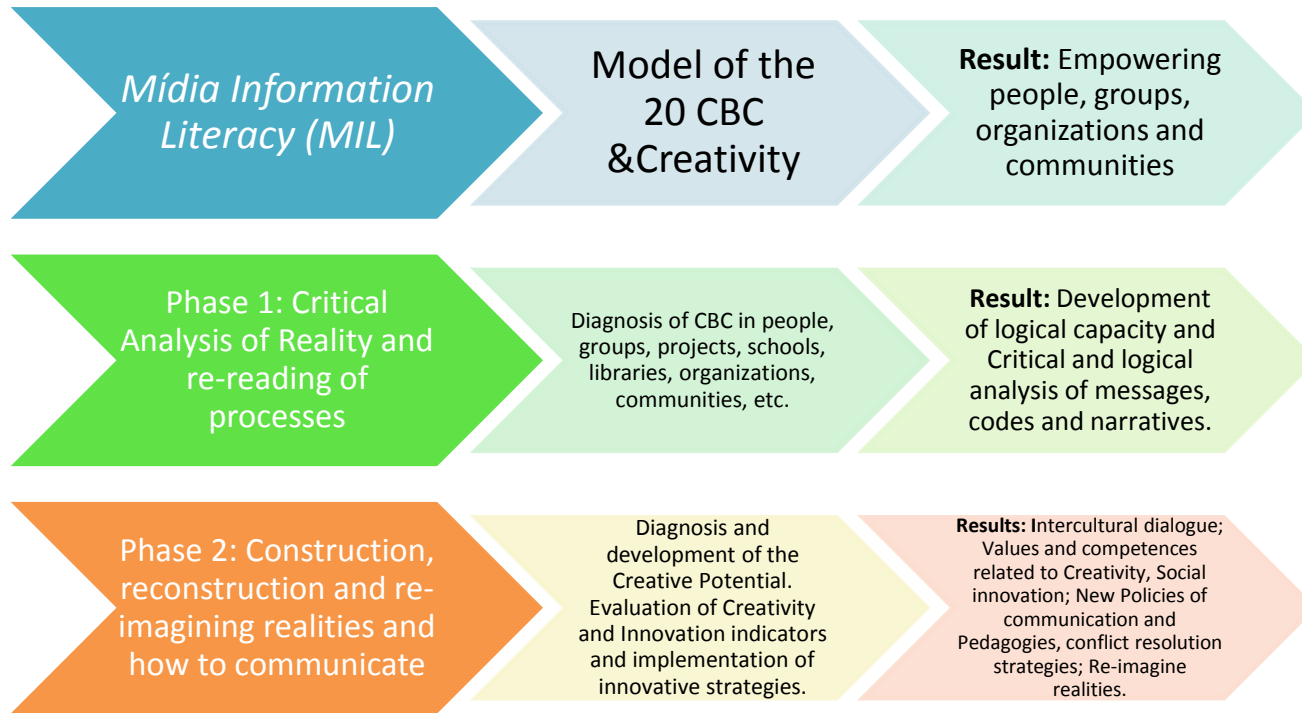 Mídia Information
Literacy (MIL)
Model of the
20 CBC
&Creativity
Result: Empowering
people, groups,
organizations and
communities
Phase 1: Critical
Analysis of Reality and
re-reading of
processes
Diagnosis of CBC in people,
groups, projects, schools,
libraries, organizations,
communities, etc.
Result: Development
of logical capacity and
Critical and logical
analysis of messages,
codes and narratives.
Phase 2: Construction,
reconstruction and re-
imagining realities and
how to communicate
Diagnosis and
development of the
Creative Potential.
Evaluation of Creativity
and Innovation indicators
and implementation of
innovative strategies.
Results: Intercultural dialogue;
Values and competences
related to Creativity, Social
innovation; New Policies of
communication and
Pedagogies, conflict resolution
strategies; Re-imagine
realities.